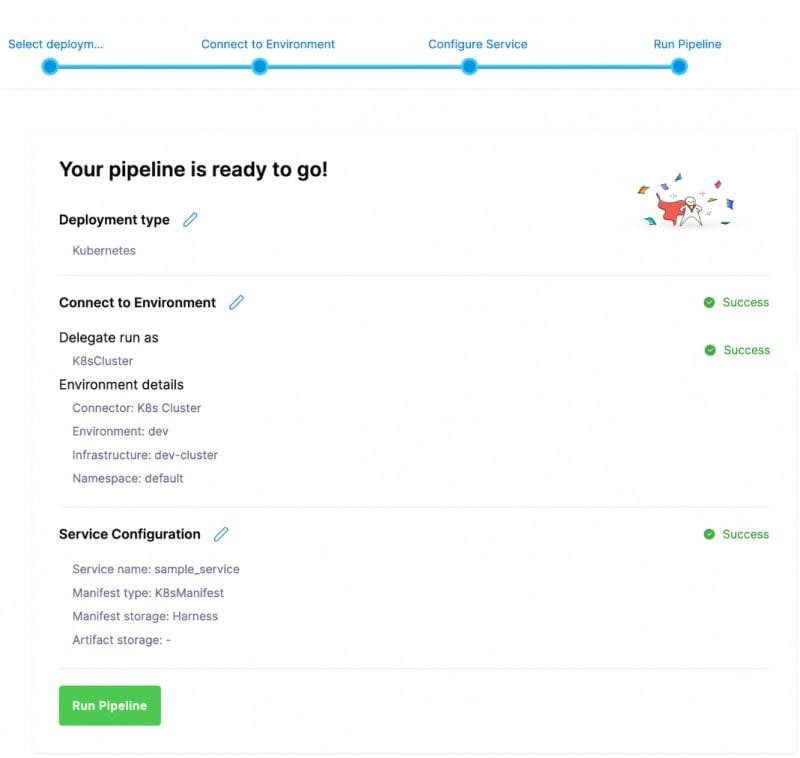 Select deploym...
Connect to Environment
Configure Service
Run Pipeline
Your pipeline is ready to go!
Deployment type
Kubernetes
Connect to Environment
Success
Delegate run as
Success
K8sCluster
Environment details
Connector: K8s Cluster
Environment: dev
Infrastructure: dev-cluster
Namespace: default
Service Configuration
Success
Service name: sample_service
Manifest type: K8sManifest
Manifest storage: Harness
Artifact storage: -
Run Pipeline